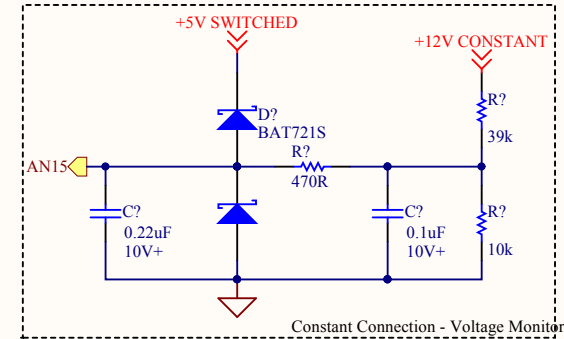 +5V SWITCHED
+12V CONSTANT
D?
BAT721S
R?
39k
AN15
R?
470R
C?
0.22uF
10V+
C?
0.1uF
10V+
R?
10k
Constant Connection - Voltage Monitor